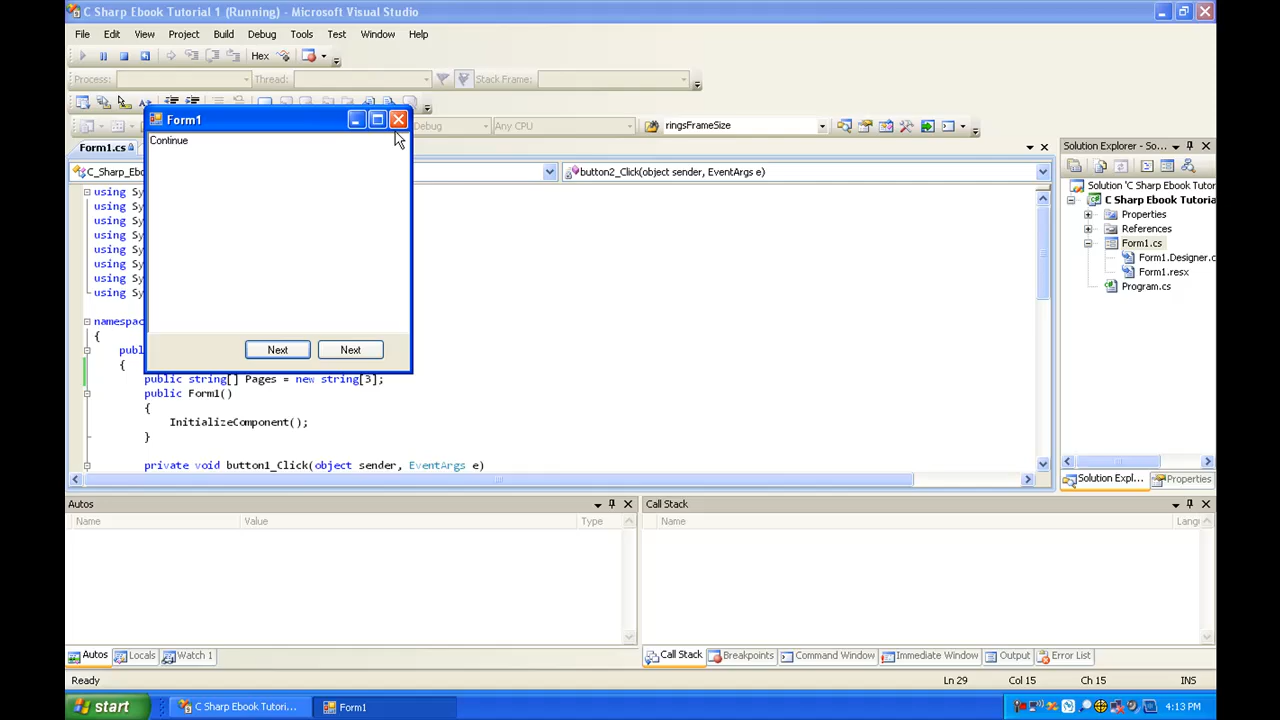 C Sharp Ebook Tutorial 1 (Running) - Microsoft Visual Studio
File Edit View Project Build Debug Tools Test Window Help
Hex
Process: Thread: Stack Frame:
Form1
Debug Any CPU ringsFrameSize
Continue
Form1.cs
Solution Explorer - So...
C_Sharp_Ebo button2_Click(object sender, EventArgs e)
Solution 'C Sharp Ebook Tutor
C Sharp Ebook Tutoria
Properties
References
Form1.cs
Form1.Designer.c
Form1.resx
Program.cs
using Sy
using Sy
using Sy
using Sy
using Sy
using Sy
using Sy
using Sy
namespac
{
publ
{
Next Next
public string[] Pages = new string[3];
public Form1()
{
InitializeComponent();
}
private void button1_Click(object sender, EventArgs e)
Solution Expl... Properties
Autos
Name Value Type
Call Stack
Name Langu
Autos Locals Watch 1
Call Stack Breakpoints Command Window Immediate Window Output Error List
Ready Ln 29 Col 15 Ch 15 INS
start C Sharp Ebook Tutori... Form1 4:13 PM